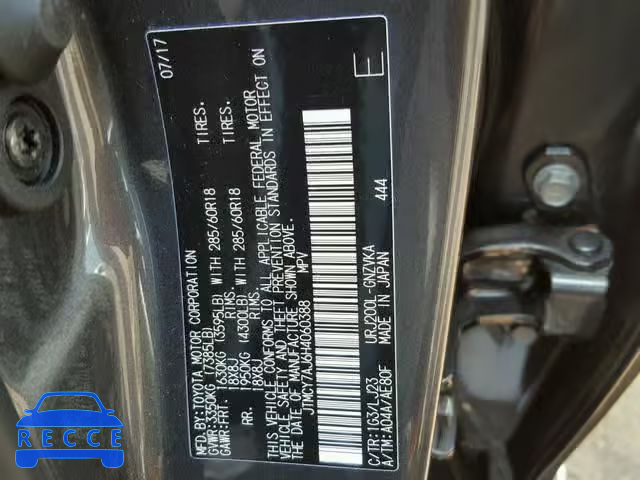 MFD.BY:TOYOTA MOTOR CORPORATION 07/17
GVWR:3350KG (7385LB)
GAWR:FRT. 1630KG (3595LB) WITH 285/60R18 TIRES.
18X8J RIMS.
RR. 1950KG (4300LB) WITH 285/60R18 TIRES.
18X8J RIMS.
THIS VEHICLE CONFORMS TO ALL APPLICABLE FEDERAL MOTOR
VEHICLE SAFETY AND THEFT PREVENTION STANDARDS IN EFFECT ON
THE DATE OF MANUFACTURE SHOWN ABOVE.
JTMCY7AJ6H4060388 MPV
E
C/TR:1G3/LJ23 URJ200L-GNZVKA 444
A/TM:A04A/AE80F MADE IN JAPAN
RECCE